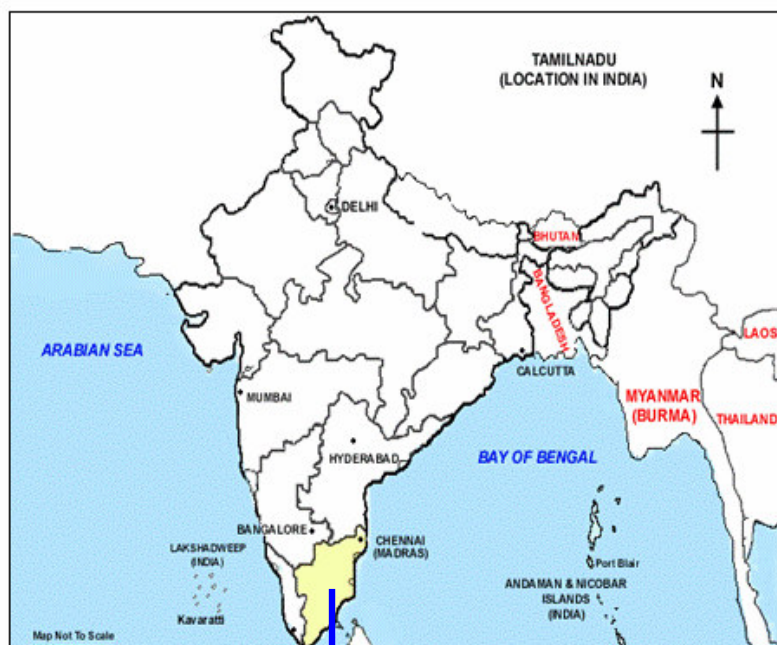 TAMILNADU
(LOCATION IN INDIA)
N
DELHI
BHUTAN
BANGLADESH
ARABIAN SEA
LAOS
CALCUTTA
MUMBAI
MYANMAR
(BURMA)
THAILAND
HYDERABAD
BAY OF BENGAL
BANGALORE
CHENNAI
(MADRAS)
LAKSHADWEEP
(INDIA)
Port Blair
ANDAMAN & NICOBAR
ISLANDS
(INDIA)
Kavaratti
Map Not To Scale